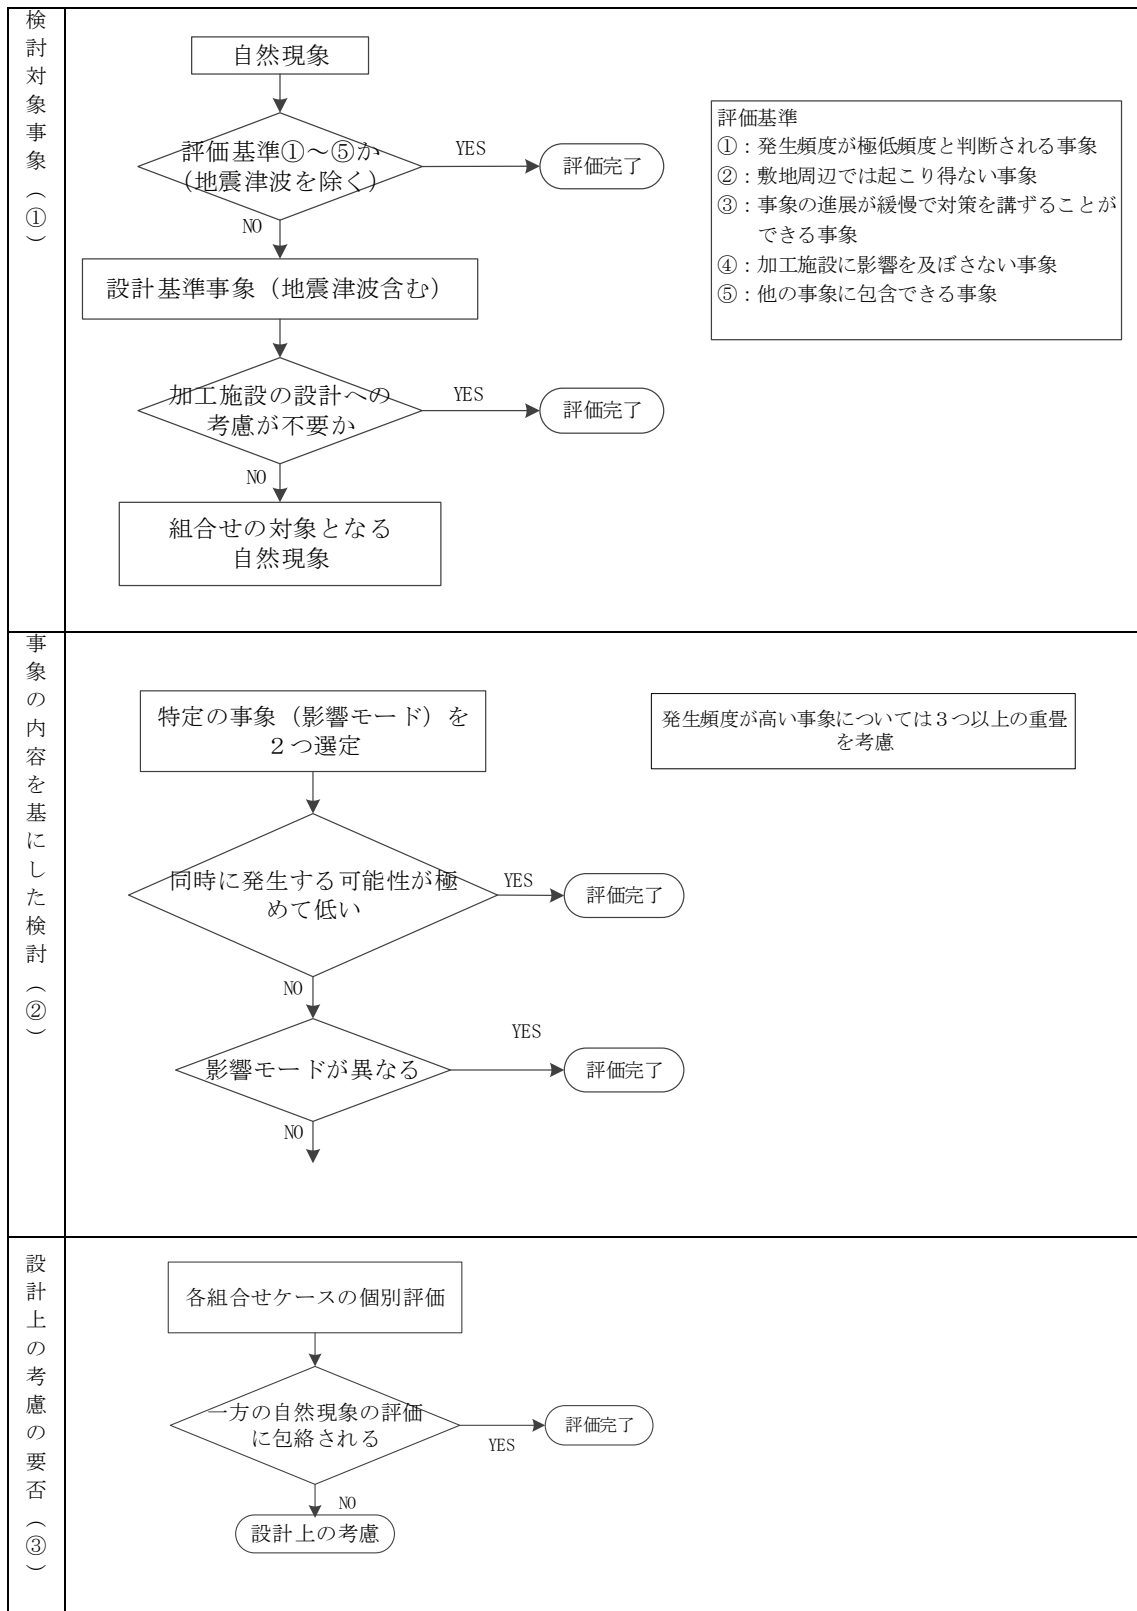 検討対象事象（①）
自然現象
評価基準①～⑤か
（地震津波を除く）
YES
評価完了
NO
設計基準事象（地震津波含む）
加工施設の設計への
考慮が不要か
YES
評価完了
NO
組合せの対象となる
自然現象
評価基準
①：発生頻度が極低頻度と判断される事象
②：敷地周辺では起こり得ない事象
③：事象の進展が緩慢で対策を講ずることが
できる事象
④：加工施設に影響を及ぼさない事象
⑤：他の事象に包含できる事象
事象の内容を基にした検討（②）
特定の事象（影響モード）を
２つ選定
発生頻度が高い事象については３つ以上の重畳
を考慮
同時に発生する可能性が極
めて低い
YES
評価完了
NO
影響モードが異なる
YES
評価完了
NO
設計上の考慮の要否（③）
各組合せケースの個別評価
一方の自然現象の評価
に包絡される
YES
評価完了
NO
設計上の考慮